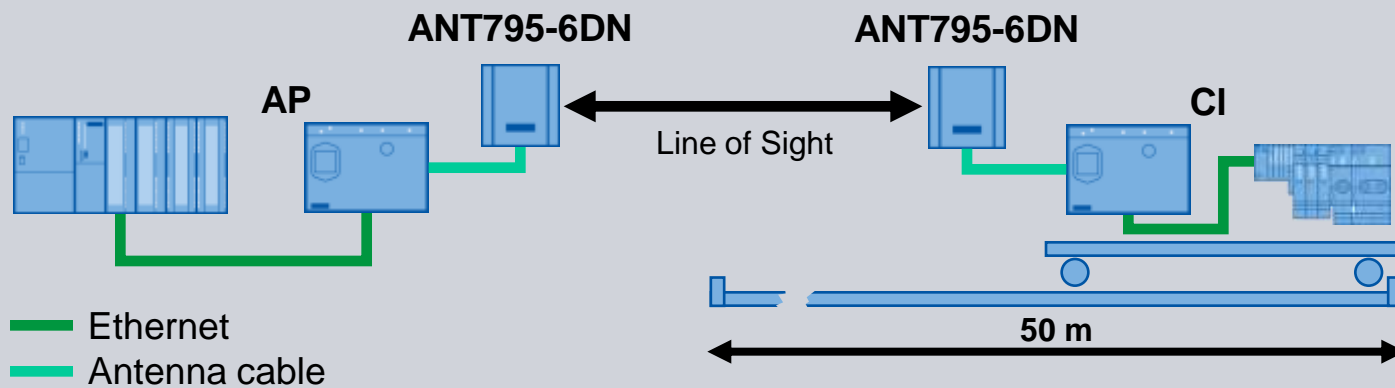 ANT795-6DN
ANT795-6DN
AP
CI
Line of Sight
50 m
Ethernet
Antenna cable